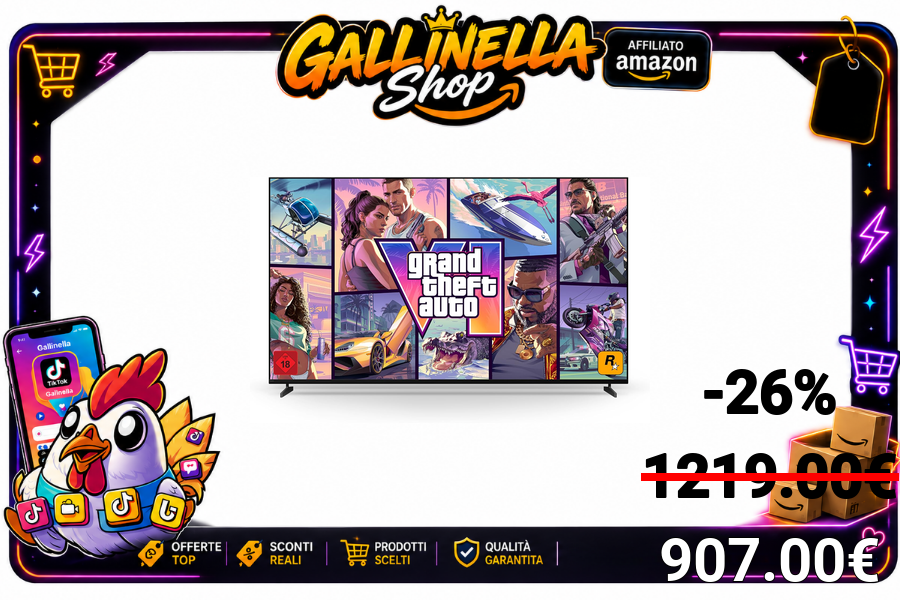 GALLINELLA
Shop
AFFILIATO
amazon
grand
theft
auto
VI
18
R
Gallinella
TikTok
Gallinella
-26%
1219.00€
907.00€
OFFERTE
TOP
SCONTI
REALI
PRODOTTI
SCELTI
QUALITÀ
GARANTITA